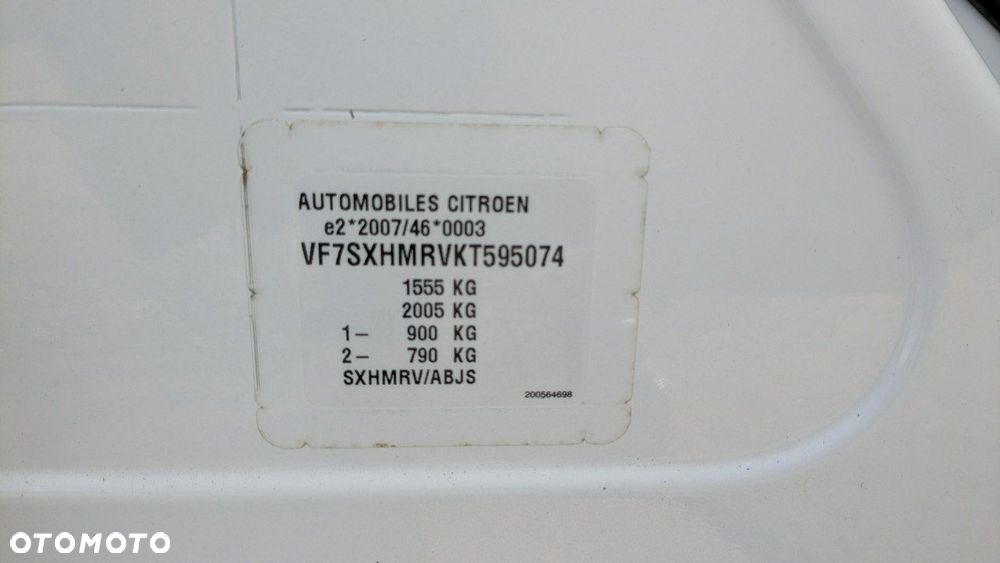 AUTOMOBILES CITROEN
e2*2007/46*0003
VF7SXHMRVKT595074
1555 KG
2005 KG
1- 900 KG
2- 790 KG
SXHMRV/ABJS
200564698
OTOMOTO